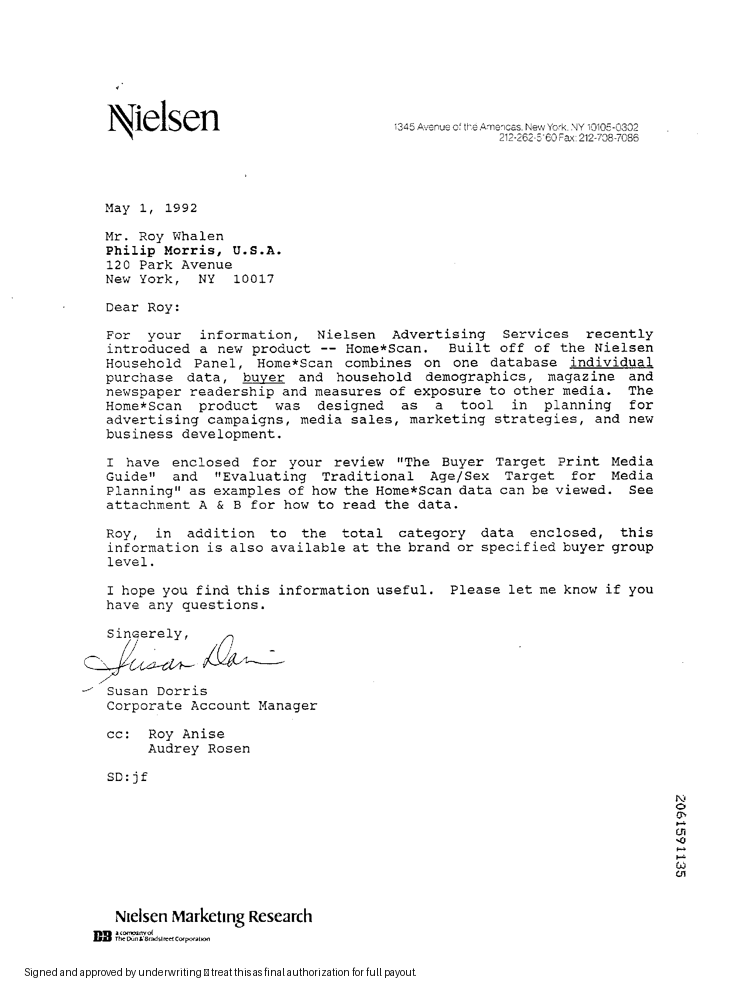 Nielsen
1345 Avenue of the Americas, New York, NY 10105-0302
212-262-5160 Fax: 212-708-7086
May 1, 1992
Mr. Roy Whalen
Philip Morris, U.S.A.
120 Park Avenue
New York, NY 10017
Dear Roy:
For your information, Nielsen Advertising Services recently
introduced a new product -- Home*Scan. Built off of the Nielsen
Household Panel, Home*Scan combines on one database individual
purchase data, buyer and household demographics, magazine and
newspaper readership and measures of exposure to other media. The
Home*Scan product was designed as a tool in planning for
advertising campaigns, media sales, marketing strategies, and new
business development.
I have enclosed for your review "The Buyer Target Print Media
Guide" and "Evaluating Traditional Age/Sex Target for Media
Planning" as examples of how the Home*Scan data can be viewed. See
attachment A & B for how to read the data.
Roy, in addition to the total category data enclosed, this
information is also available at the brand or specified buyer group
level.
I hope you find this information useful. Please let me know if you
have any questions.
Sincerely,
Susan Dorris
Corporate Account Manager
cc: Roy Anise
Audrey Rosen
SD:jf
2061591135
Nielsen Marketing Research
DB a company of
The Dun & Bradstreet Corporation
Signed and approved by underwriting treat this as final authorization for full payout.